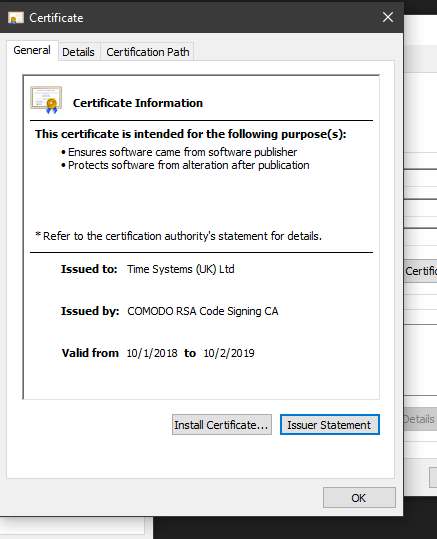 Certificate
General
Details
Certification Path
Certificate Information
This certificate is intended for the following purpose(s):
• Ensures software came from software publisher
• Protects software from alteration after publication
* Refer to the certification authority's statement for details.
Issued to: Time Systems (UK) Ltd
Issued by: COMODO RSA Code Signing CA
Valid from 10/1/2018 to 10/2/2019
Install Certificate...
Issuer Statement
OK
Details